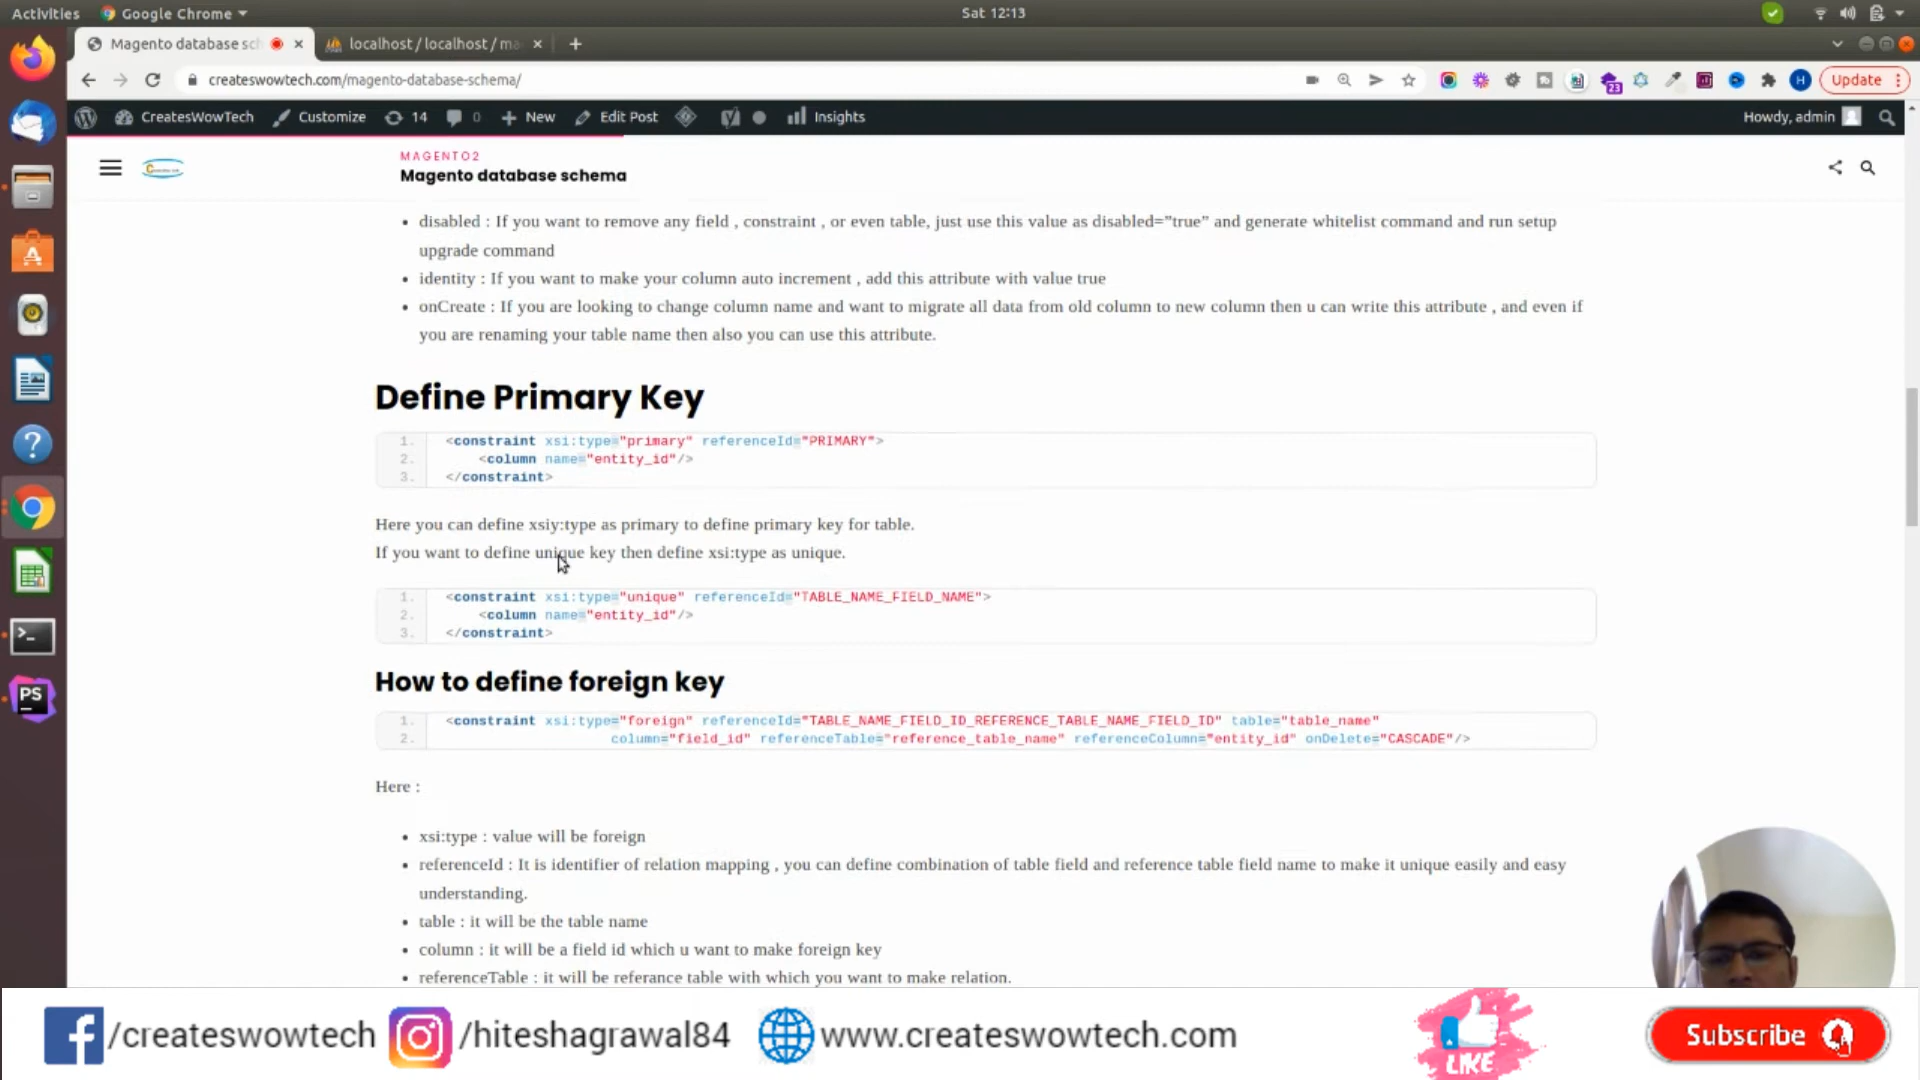 Activities
Google Chrome
Sat 12:13
Magento database sch
localhost / localhost / ma
createswowtech.com/magento-database-schema/
23
H
Update
CreatesWowTech
Customize
14
0
New
Edit Post
Insights
Howdy, admin
MAGENTO2
Magento database schema
disabled : If you want to remove any field , constraint , or even table, just use this value as disabled="true" and generate whitelist command and run setup
upgrade command
identity : If you want to make your column auto increment , add this attribute with value true
onCreate : If you are looking to change column name and want to migrate all data from old column to new column then u can write this attribute , and even if
you are renaming your table name then also you can use this attribute.
Define Primary Key
1. <constraint xsi:type="primary" referenceId="PRIMARY">
2. <column name="entity_id"/>
3. </constraint>
Here you can define xsiy:type as primary to define primary key for table.
If you want to define unique key then define xsi:type as unique.
1. <constraint xsi:type="unique" referenceId="TABLE_NAME_FIELD_NAME">
2. <column name="entity_id"/>
3. </constraint>
How to define foreign key
1. <constraint xsi:type="foreign" referenceId="TABLE_NAME_FIELD_ID_REFERENCE_TABLE_NAME_FIELD_ID" table="table_name"
2. column="field_id" referenceTable="reference_table_name" referenceColumn="entity_id" onDelete="CASCADE"/>
Here :
xsi:type : value will be foreign
referenceId : It is identifier of relation mapping , you can define combination of table field and reference table field name to make it unique easily and easy
understanding.
table : it will be the table name
column : it will be a field id which u want to make foreign key
referenceTable : it will be referance table with which you want to make relation.
PS
/createswowtech
/hiteshagrawal84
www.createswowtech.com
LIKE
Subscribe